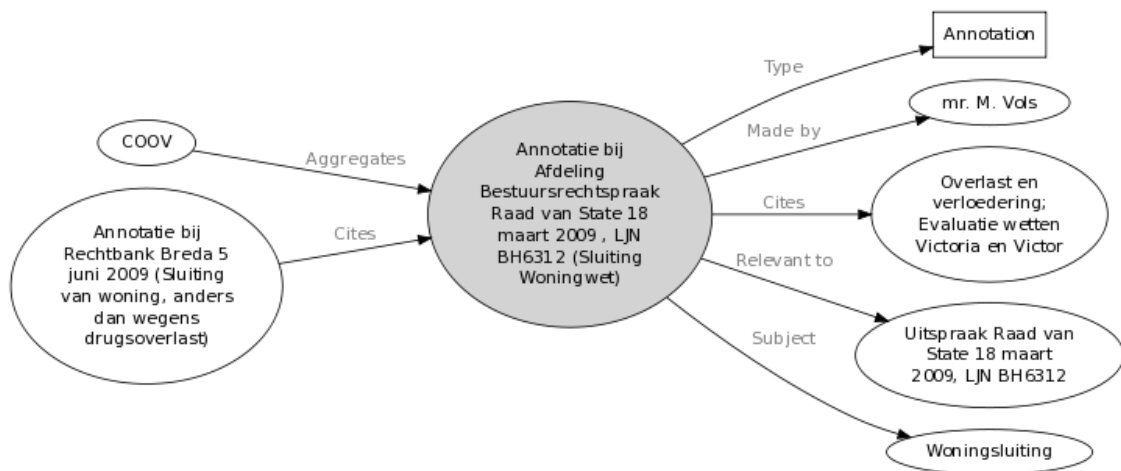 COOV
Aggregates
Annotatie bij
Rechtbank Breda 5
juni 2009 (Sluiting
van woning, anders
dan wegens
drugsoverlast)
Cites
Annotatie bij
Afdeling
Bestuursrechtspraak
Raad van State 18
maart 2009 , LJN
BH6312 (Sluiting
Woningwet)
Type
Annotation
Made by
mr. M. Vols
Cites
Overlast en
verloedering;
Evaluatie wetten
Victoria en Victor
Relevant to
Uitspraak Raad van
State 18 maart
2009, LJN BH6312
Subject
Woningsluiting